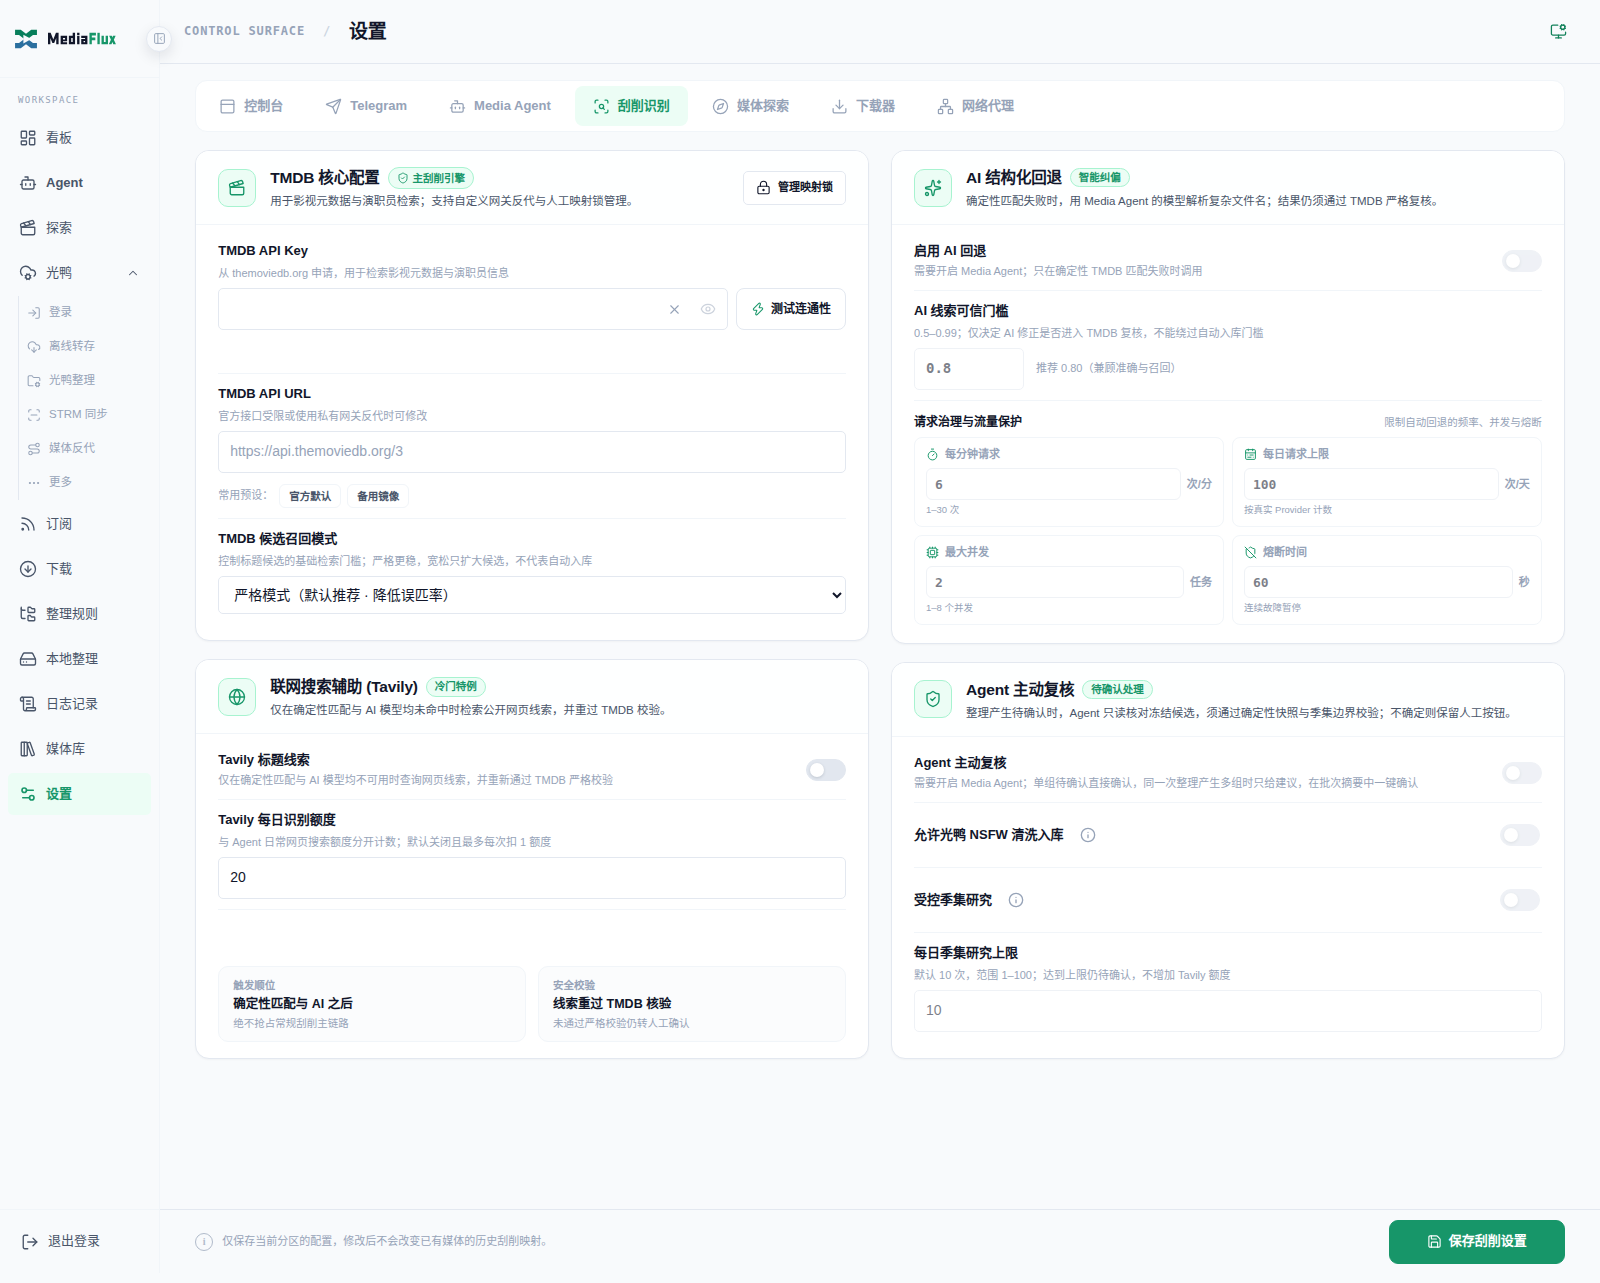 MediaFlux
CONTROL SURFACE / 设置
WORKSPACE
看板
Agent
探索
光鸭
登录
离线转存
光鸭整理
STRM 同步
媒体反代
更多
订阅
下载
整理规则
本地整理
日志记录
媒体库
设置
退出登录
控制台
Telegram
Media Agent
刮削识别
媒体探索
下载器
网络代理
TMDB 核心配置 主刮削引擎
用于影视元数据与演职员检索；支持自定义网关反代与人工映射锁管理。
管理映射锁
TMDB API Key
从 themoviedb.org 申请，用于检索影视元数据与演职员信息
测试连通性
TMDB API URL
官方接口受限或使用私有网关反代时可修改
https://api.themoviedb.org/3
常用预设： 官方默认 备用镜像
TMDB 候选召回模式
控制标题候选的基础检索门槛；严格更稳，宽松只扩大候选，不代表自动入库
严格模式（默认推荐 · 降低误匹率）
AI 结构化回退 智能纠偏
确定性匹配失败时，用 Media Agent 的模型解析复杂文件名；结果仍须通过 TMDB 严格复核。
启用 AI 回退
需要开启 Media Agent；只在确定性 TMDB 匹配失败时调用
AI 线索可信门槛
0.5–0.99；仅决定 AI 修正是否进入 TMDB 复核，不能绕过自动入库门槛
0.8
推荐 0.80（兼顾准确与召回）
请求治理与流量保护
限制自动回退的频率、并发与熔断
每分钟请求
6 次/分
1–30 次
每日请求上限
100 次/天
按真实 Provider 计数
最大并发
2 任务
1–8 个并发
熔断时间
60 秒
连续故障暂停
联网搜索辅助 (Tavily) 冷门特例
仅在确定性匹配与 AI 模型均未命中时检索公开网页线索，并重过 TMDB 校验。
Tavily 标题线索
仅在确定性匹配与 AI 模型均不可用时查询网页线索，并重新通过 TMDB 严格校验
Tavily 每日识别额度
与 Agent 日常网页搜索额度分开计数；默认关闭且最多每次扣 1 额度
20
触发顺位
确定性匹配与 AI 之后
绝不抢占常规刮削主链路
安全校验
线索重过 TMDB 核验
未通过严格校验仍转人工确认
Agent 主动复核 待确认处理
整理产生待确认时，Agent 只读核对冻结候选，须通过确定性快照与季集边界校验；不确定则保留人工按钮。
Agent 主动复核
需要开启 Media Agent；单组待确认直接确认，同一次整理产生多组时只给建议，在批次摘要中一键确认
允许光鸭 NSFW 清洗入库
受控季集研究
每日季集研究上限
默认 10 次，范围 1–100；达到上限仍待确认，不增加 Tavily 额度
10
仅保存当前分区的配置，修改后不会改变已有媒体的历史刮削映射。
保存刮削设置